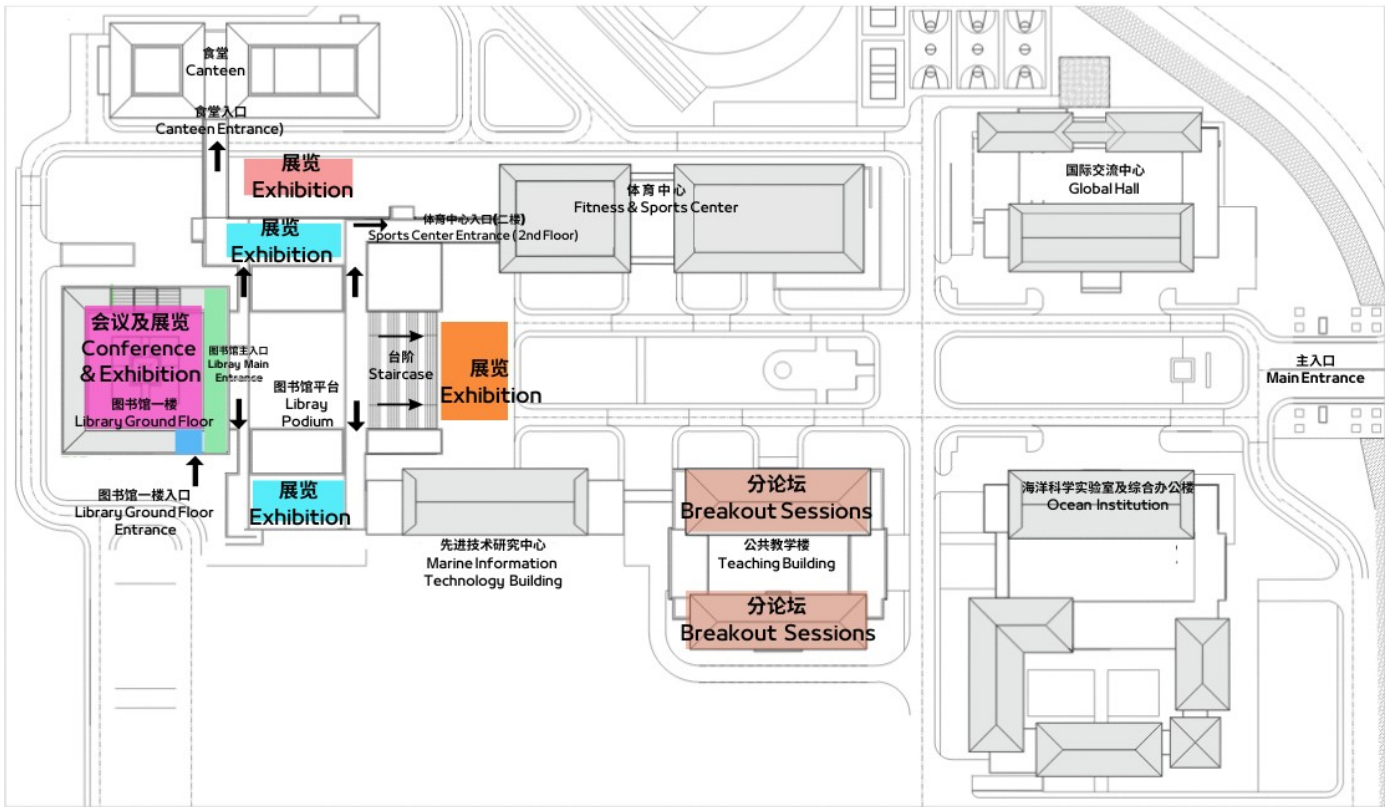 食堂
Canteen
食堂入口
Canteen Entrance)
展览
Exhibition
体育中心
Fitness & Sports Center
国际交流中心
Global Hall
展览
Exhibition
体育中心入口(二楼)
Sports Center Entrance ( 2nd Floor)
会议及展览
Conference
& Exhibition
图书馆一楼
Library Ground Floor
图书馆主入口
Libray Main
Entrance
图书馆平台
Libray
Podium
台阶
Staircase
展览
Exhibition
主入口
Main Entrance
图书馆一楼入口
Library Ground Floor
Entrance
展览
Exhibition
先进技术研究中心
Marine Information
Technology Building
分论坛
Breakout Sessions
公共教学楼
Teaching Building
分论坛
Breakout Sessions
海洋科学实验室及综合办公楼
Ocean Institution